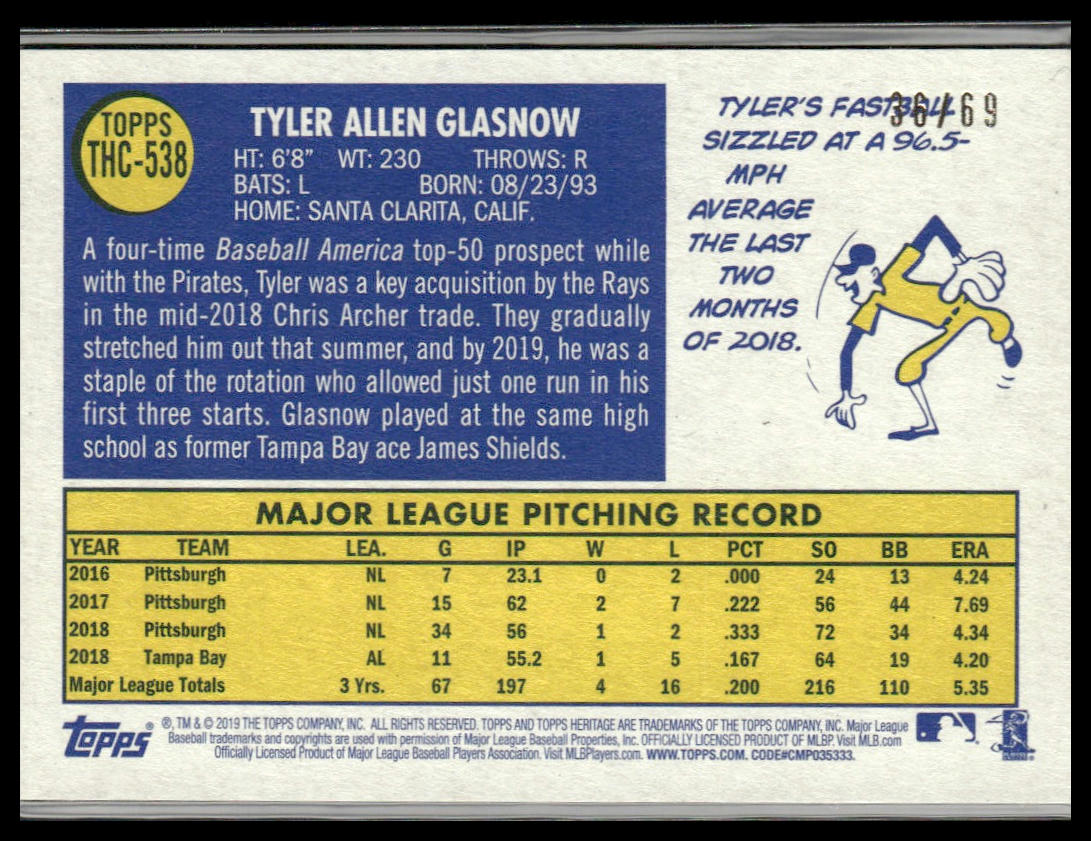 TOPPS
THC-538
TYLER ALLEN GLASNOW
HT: 6'8" WT: 230 THROWS: R
BATS: L BORN: 08/23/93
HOME: SANTA CLARITA, CALIF.
A four-time Baseball America top-50 prospect while
with the Pirates, Tyler was a key acquisition by the Rays
in the mid-2018 Chris Archer trade. They gradually
stretched him out that summer, and by 2019, he was a
staple of the rotation who allowed just one run in his
first three starts. Glasnow played at the same high
school as former Tampa Bay ace James Shields.
TYLER'S FASTBALL
36/69
SIZZLED AT A 96.5-
MPH
AVERAGE
THE LAST
TWO
MONTHS
OF 2018.
MAJOR LEAGUE PITCHING RECORD
YEAR TEAM LEA. G IP W L PCT SO BB ERA
2016 Pittsburgh NL 7 23.1 0 2 .000 24 13 4.24
2017 Pittsburgh NL 15 62 2 7 .222 56 44 7.69
2018 Pittsburgh NL 34 56 1 2 .333 72 34 4.34
2018 Tampa Bay AL 11 55.2 1 5 .167 64 19 4.20
Major League Totals 3 Yrs. 67 197 4 16 .200 216 110 5.35
Topps ® ®, TM & © 2019 THE TOPPS COMPANY, INC. ALL RIGHTS RESERVED. TOPPS AND TOPPS HERITAGE ARE TRADEMARKS OF THE TOPPS COMPANY, INC. Major League
Baseball trademarks and copyrights are used with permission of Major League Baseball Properties, Inc. OFFICIALLY LICENSED PRODUCT OF MLBP. Visit MLB.com
Officially Licensed Product of Major League Baseball Players Association. Visit MLBPlayers.com. WWW.TOPPS.COM. CODE#CMP035333.